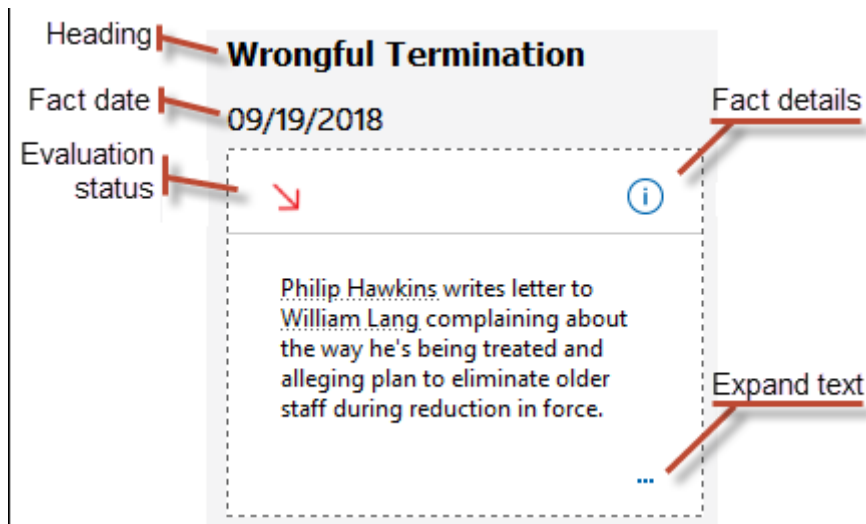 Heading
Wrongful Termination
Fact date
09/19/2018
Fact details
Evaluation
status
Philip Hawkins writes letter to
William Lang complaining about
the way he's being treated and
alleging plan to eliminate older
staff during reduction in force.
Expand text
...